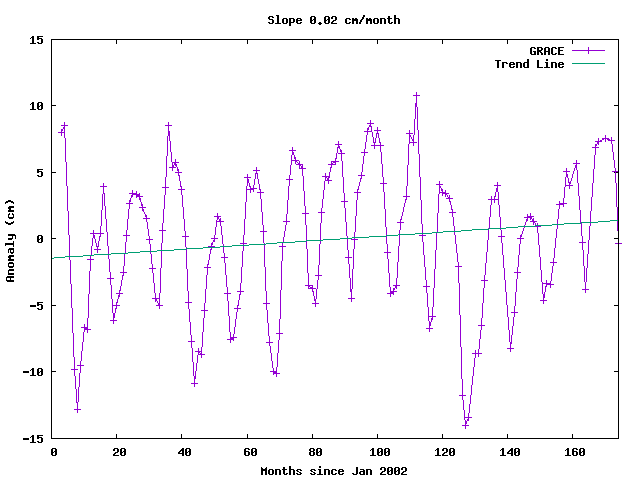 Slope 0.02 cm/month
GRACE
Trend Line
15
10
5
0
-5
-10
-15
Anomaly (cm)
0 20 40 60 80 100 120 140 160
Months since Jan 2002